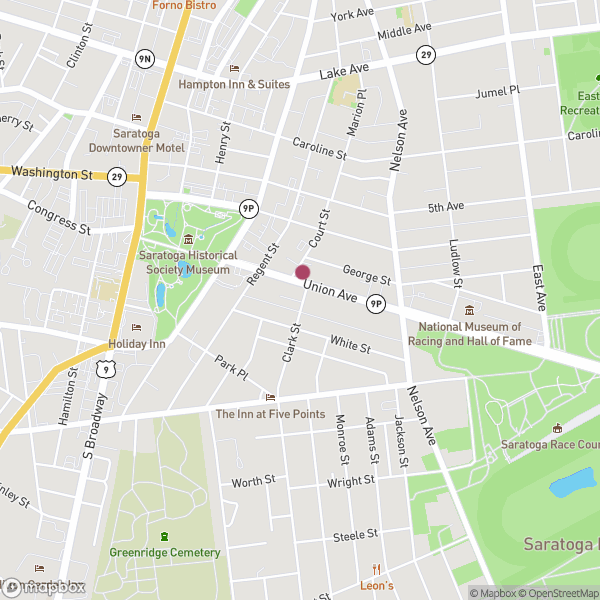 Forno Bistro
York Ave
Middle Ave
Clinton St
9N
29
Lake Ave
Hampton Inn & Suites
Marion Pl
Jumel Pl
East
Recreat
Nelson Ave
Saratoga
Downtowner Motel
Henry St
Caroline St
Carolin
Washington St
29
9P
5th Ave
Congress St
Court St
Ludlow St
Saratoga Historical
Society Museum
Regent St
George St
East Ave
Union Ave
9P
National Museum of
Racing and Hall of Fame
Holiday Inn
Clark St
White St
Park Pl
9
Hamilton St
S Broadway
The Inn at Five Points
Nelson Ave
Monroe St
Adams St
Jackson St
Saratoga Race Cour
Worth St
Wright St
nley St
Steele St
Greenridge Cemetery
Saratoga
Leon's
mapbox
© Mapbox © OpenStreetMap